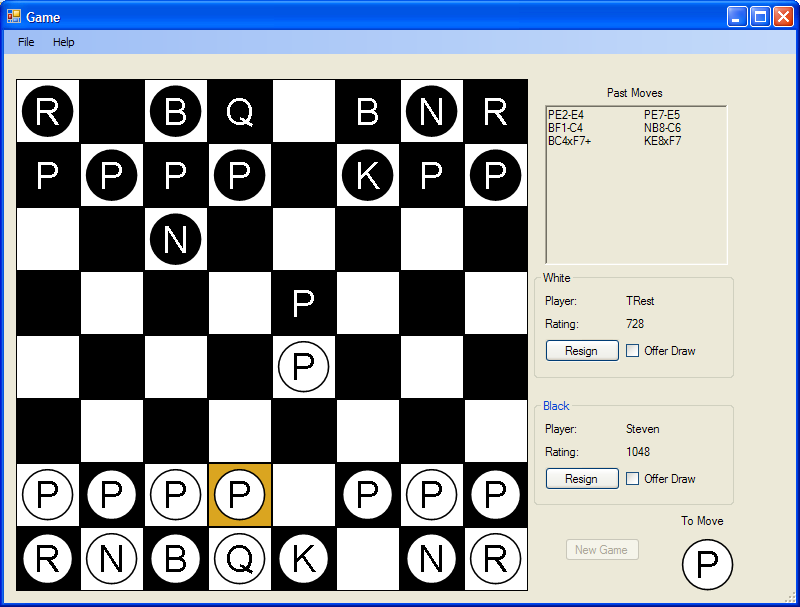 Game
File Help
R B Q B N R
P P P P K P P
N
P
P
P P P P P P P
R N B Q K N R
Past Moves
PE2-E4 PE7-E5
BF1-C4 NB8-C6
BC4xF7+ KE8xF7
White
Player: TRest
Rating: 728
Resign Offer Draw
Black
Player: Steven
Rating: 1048
Resign Offer Draw
To Move
New Game
P